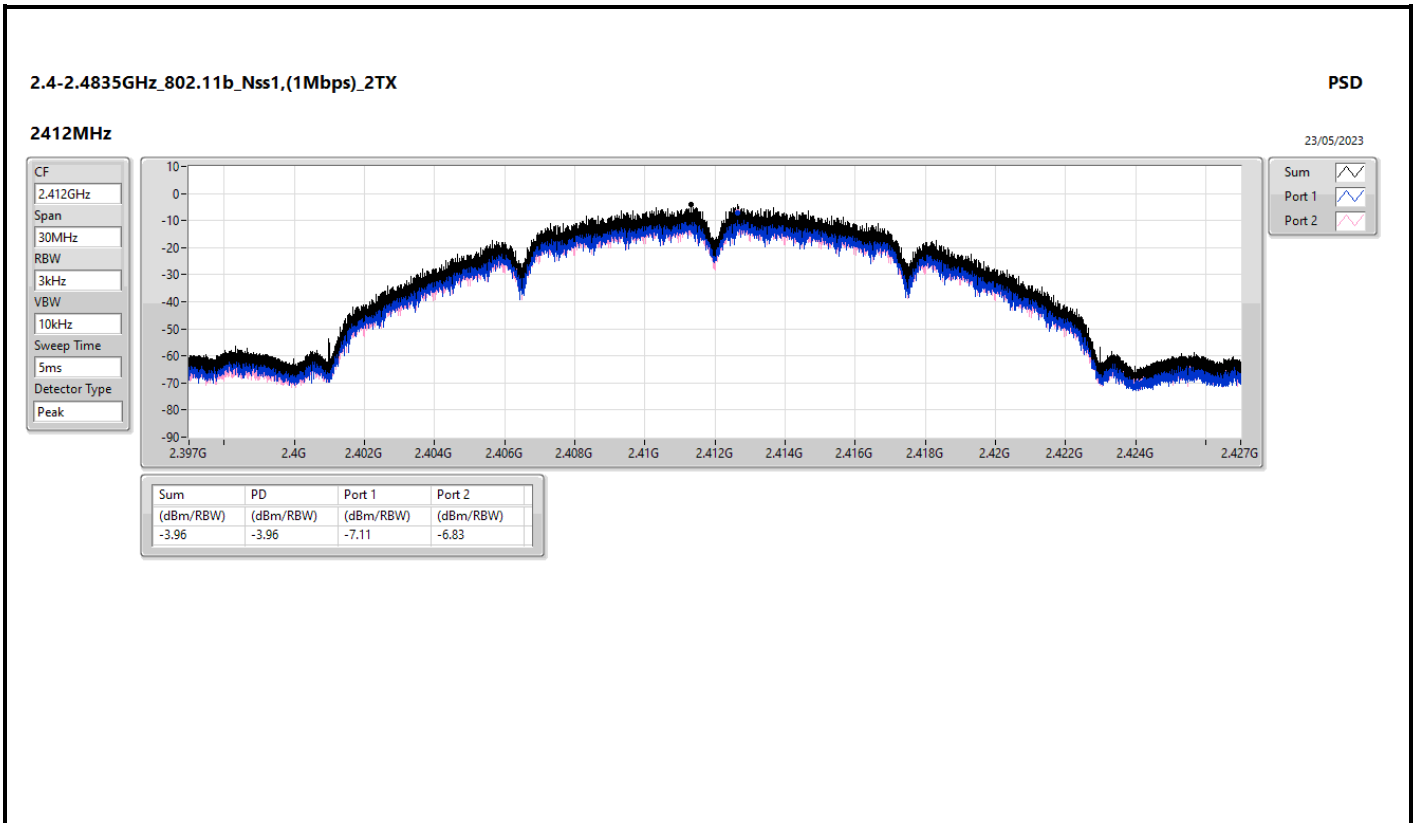 2.4-2.4835GHz_802.11b_Nss1,(1Mbps)_2TX
PSD
2412MHz
23/05/2023
CF
2.412GHz
Span
30MHz
RBW
3kHz
VBW
10kHz
Sweep Time
5ms
Detector Type
Peak
10-
0-
-10-
-20-
-30-
-40-
-50-
-60-
-70-
-80-
-90-
2.397G 2.4G 2.402G 2.404G 2.406G 2.408G 2.41G 2.412G 2.414G 2.416G 2.418G 2.42G 2.422G 2.424G 2.427G
Sum
Port 1
Port 2
Sum PD Port 1 Port 2
(dBm/RBW) (dBm/RBW) (dBm/RBW) (dBm/RBW)
-3.96 -3.96 -7.11 -6.83